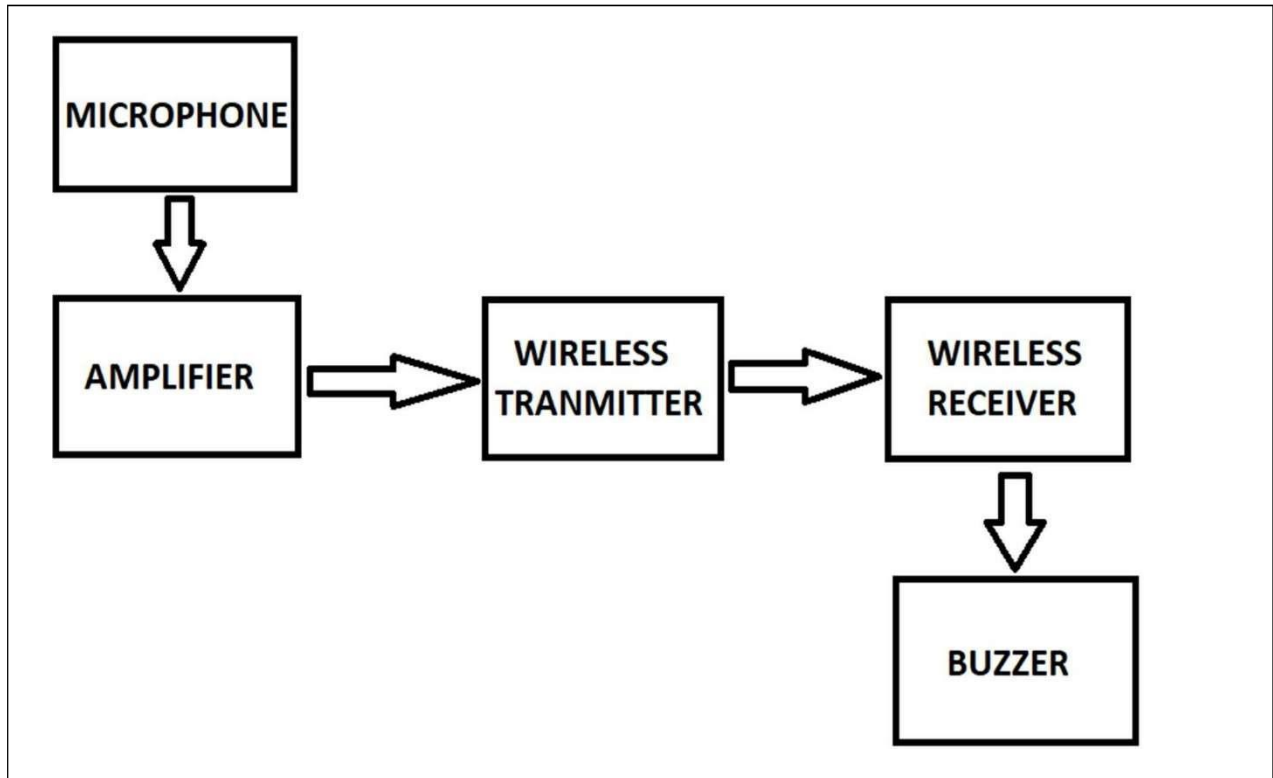 MICROPHONE
AMPLIFIER
WIRELESS
TRANMITTER
WIRELESS
RECEIVER
BUZZER